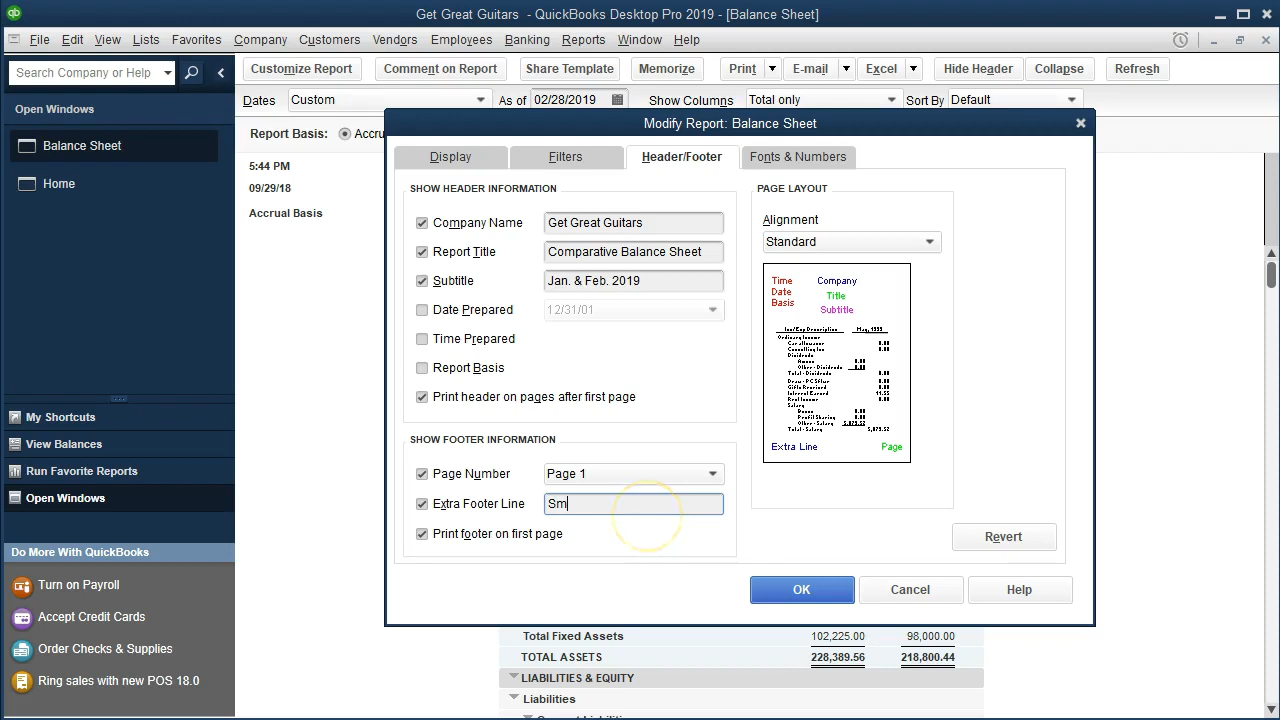 Get Great Guitars - QuickBooks Desktop Pro 2019 - [Balance Sheet]
File Edit View Lists Favorites Company Customers Vendors Employees Banking Reports Window Help
Search Company or Help
Customize Report Comment on Report Share Template Memorize Print E-mail Excel Hide Header Collapse Refresh
Dates Custom As of 02/28/2019 Show Columns Total only Sort By Default
Open Windows
Balance Sheet
Home
Report Basis: Accru
5:44 PM
09/29/18
Accrual Basis
Modify Report: Balance Sheet
Display Filters Header/Footer Fonts & Numbers
SHOW HEADER INFORMATION
Company Name Get Great Guitars
Report Title Comparative Balance Sheet
Subtitle Jan. & Feb. 2019
Date Prepared 12/31/01
Time Prepared
Report Basis
Print header on pages after first page
SHOW FOOTER INFORMATION
Page Number Page 1
Extra Footer Line Sm
Print footer on first page
PAGE LAYOUT
Alignment
Standard
Time Company
Date Title
Basis Subtitle
Extra Line Page
Revert
OK Cancel Help
My Shortcuts
View Balances
Run Favorite Reports
Open Windows
Do More With QuickBooks
Turn on Payroll
Accept Credit Cards
Order Checks & Supplies
Ring sales with new POS 18.0
Total Fixed Assets 102,225.00 98,000.00
TOTAL ASSETS 228,389.56 218,800.44
LIABILITIES & EQUITY
Liabilities